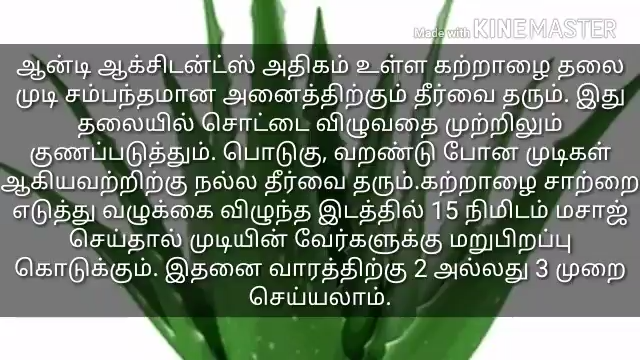 Made with KINEMASTER
ஆன்டி ஆக்சிடன்ட்ஸ் அதிகம் உள்ள கற்றாழை தலை
முடி சம்பந்தமான அனைத்திற்கும் தீர்வை தரும். இது
தலையில் சொட்டை விழுவதை முற்றிலும்
குணப்படுத்தும். பொடுகு, வறண்டு போன முடிகள்
ஆகியவற்றிற்கு நல்ல தீர்வை தரும்.கற்றாழை சாற்றை
எடுத்து வழுக்கை விழுந்த இடத்தில் 15 நிமிடம் மசாஜ்
செய்தால் முடியின் வேர்களுக்கு மறுபிறப்பு
கொடுக்கும். இதனை வாரத்திற்கு 2 அல்லது 3 முறை
செய்யலாம்.